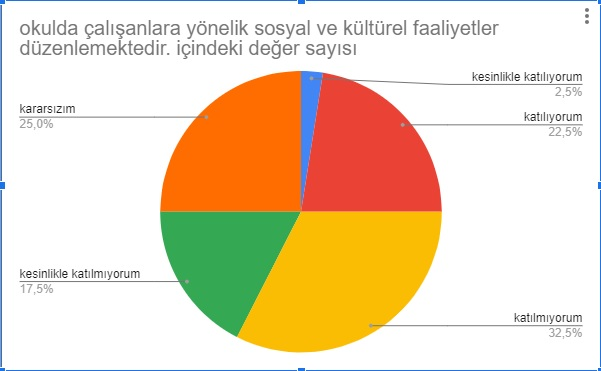 okulda çalışanlara yönelik sosyal ve kültürel faaliyetler
düzenlemektedir. içindeki değer sayısı
kesinlikle katılıyorum
2,5%
kararsızım
25,0%
katılıyorum
22,5%
kesinlikle katılmıyorum
17,5%
katılmıyorum
32,5%